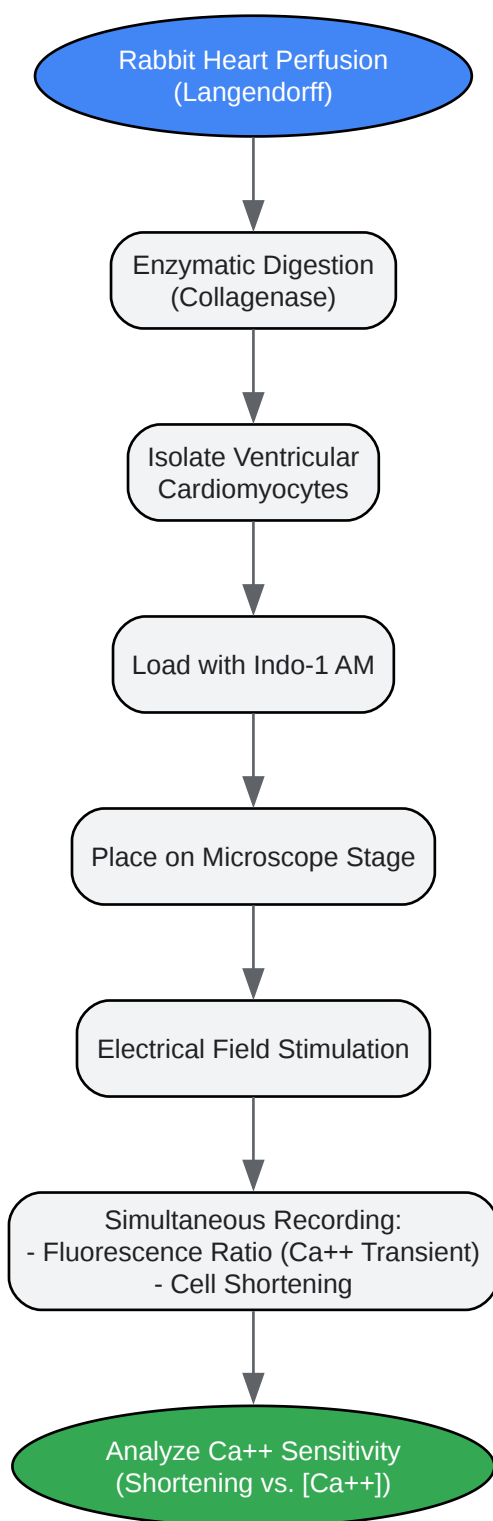 Rabbit Heart Perfusion
(Langendorff)
Enzymatic Digestion
(Collagenase)
Isolate Ventricular
Cardiomyocytes
Load with Indo-1 AM
Place on Microscope Stage
Electrical Field Stimulation
Simultaneous Recording:
- Fluorescence Ratio (Ca++ Transient)
- Cell Shortening
Analyze Ca++ Sensitivity
(Shortening vs. [Ca++])